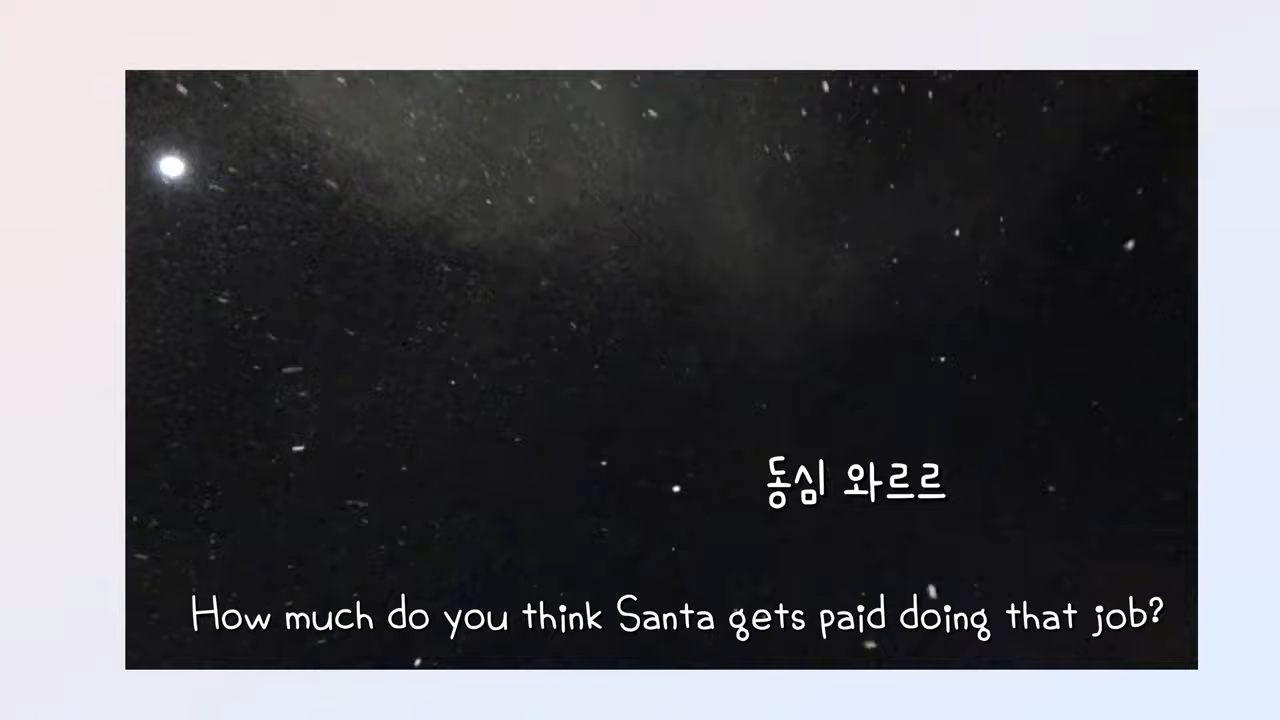 동심 와르르
How much do you think Santa gets paid doing that job?